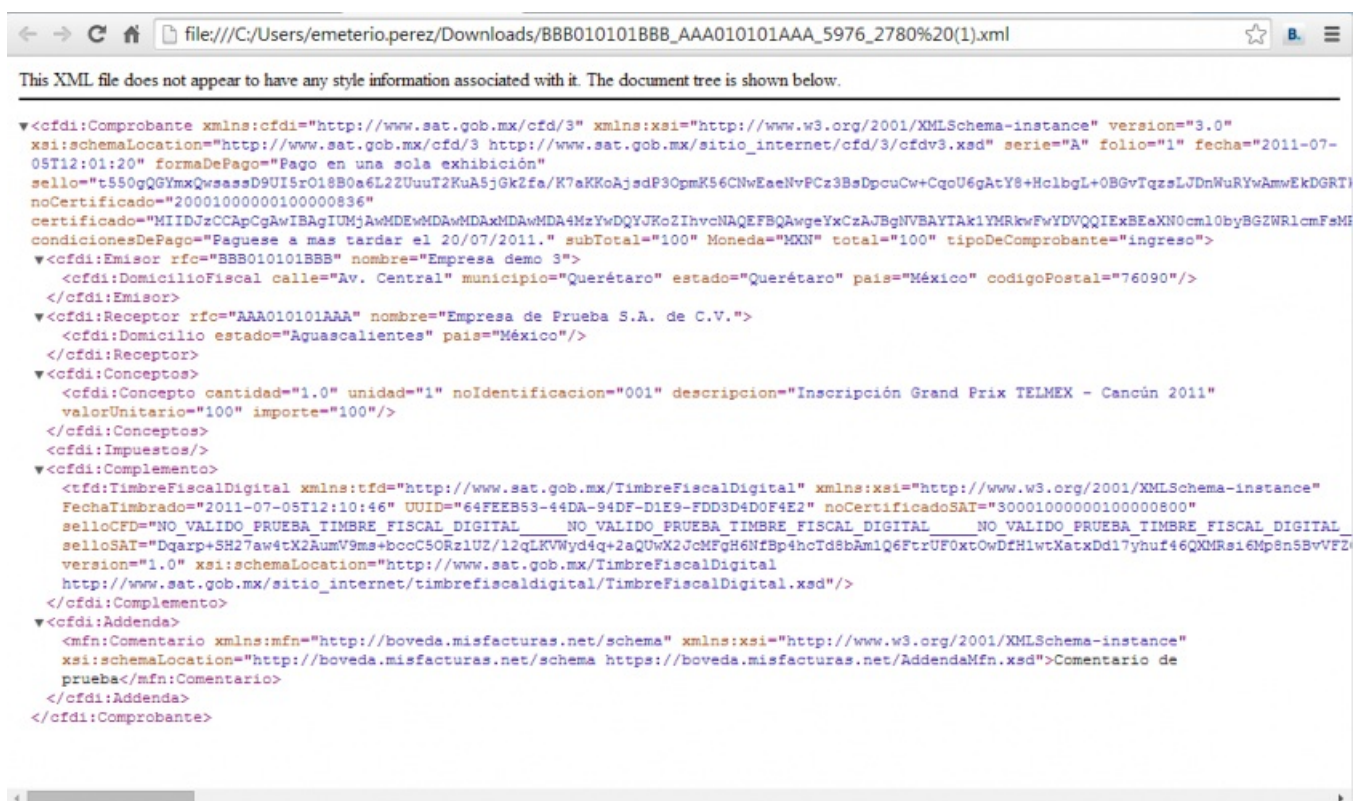 file:///C:/Users/emeterio.perez/Downloads/BBB010101BBB_AAA010101AAA_5976_2780%20(1).xml
B.
This XML file does not appear to have any style information associated with it. The document tree is shown below.
▼<cfdi:Comprobante xmlns:cfdi="http://www.sat.gob.mx/cfd/3" xmlns:xsi="http://www.w3.org/2001/XMLSchema-instance" version="3.0"
xsi:schemaLocation="http://www.sat.gob.mx/cfd/3 http://www.sat.gob.mx/sitio_internet/cfd/3/cfdv3.xsd" serie="A" folio="1" fecha="2011-07-
05T12:01:20" formaDePago="Pago en una sola exhibición"
sello="
noCertificado="20001000000100000836"
certificado="
condicionesDePago="Paguese a mas tardar el 20/07/2011." subTotal="100" Moneda="MXN" total="100" tipoDeComprobante="ingreso">
▼<cfdi:Emisor rfc="BBB010101BBB" nombre="Empresa demo 3">
<cfdi:DomicilioFiscal calle="Av. Central" municipio="Querétaro" estado="Querétaro" pais="México" codigoPostal="76090"/>
</cfdi:Emisor>
▼<cfdi:Receptor rfc="AAA010101AAA" nombre="Empresa de Prueba S.A. de C.V.">
<cfdi:Domicilio estado="Aguascalientes" pais="México"/>
</cfdi:Receptor>
▼<cfdi:Conceptos>
<cfdi:Concepto cantidad="1.0" unidad="1" noIdentificacion="001" descripcion="Inscripción Grand Prix TELMEX - Cancún 2011"
valorUnitario="100" importe="100"/>
</cfdi:Conceptos>
<cfdi:Impuestos/>
▼<cfdi:Complemento>
<tfd:TimbreFiscalDigital xmlns:tfd="http://www.sat.gob.mx/TimbreFiscalDigital" xmlns:xsi="http://www.w3.org/2001/XMLSchema-instance"
FechaTimbrado="2011-07-05T12:10:46" UUID="64FEEB53-44DA-94DF-D1E9-FDD3D4D0F4E2" noCertificadoSAT="30001000000100000800"
selloCFD="NO_VALIDO_PRUEBA_TIMBRE_FISCAL_DIGITAL_____NO_VALIDO_PRUEBA_TIMBRE_FISCAL_DIGITAL_____NO_VALIDO_PRUEBA_TIMBRE_FISCAL_DIGITAL_
selloSAT="
version="1.0" xsi:schemaLocation="http://www.sat.gob.mx/TimbreFiscalDigital
http://www.sat.gob.mx/sitio_internet/timbrefiscaldigital/TimbreFiscalDigital.xsd"/>
</cfdi:Complemento>
▼<cfdi:Addenda>
<mfn:Comentario xmlns:mfn="http://boveda.misfacturas.net/schema" xmlns:xsi="http://www.w3.org/2001/XMLSchema-instance"
xsi:schemaLocation="http://boveda.misfacturas.net/schema https://boveda.misfacturas.net/AddendaMfn.xsd">Comentario de
prueba</mfn:Comentario>
</cfdi:Addenda>
</cfdi:Comprobante>